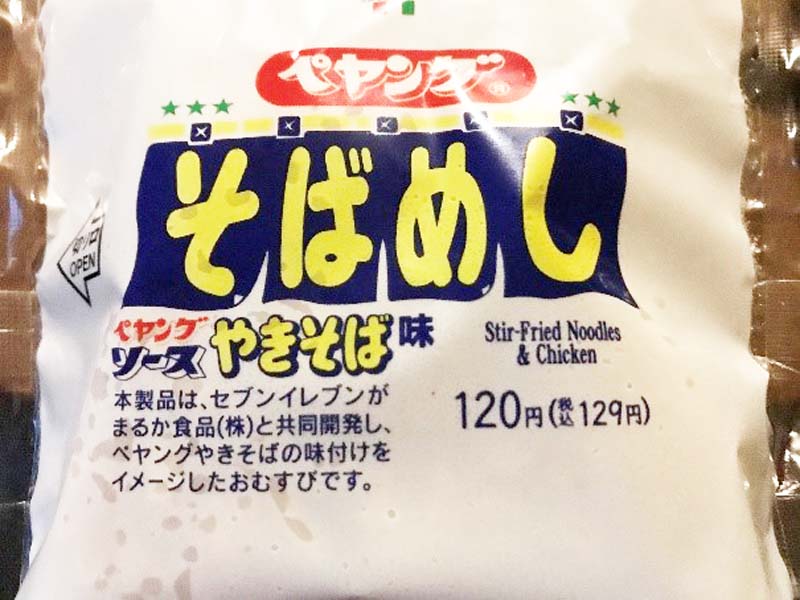 ペヤング®
そばめし
OPEN
ペヤング
ソースやきそば味
Stir-Fried Noodles
& Chicken
120円(税込129円)
本製品は、セブンイレブンが
まるか食品(株)と共同開発し、
ペヤングやきそばの味付けを
イメージしたおむすびです。